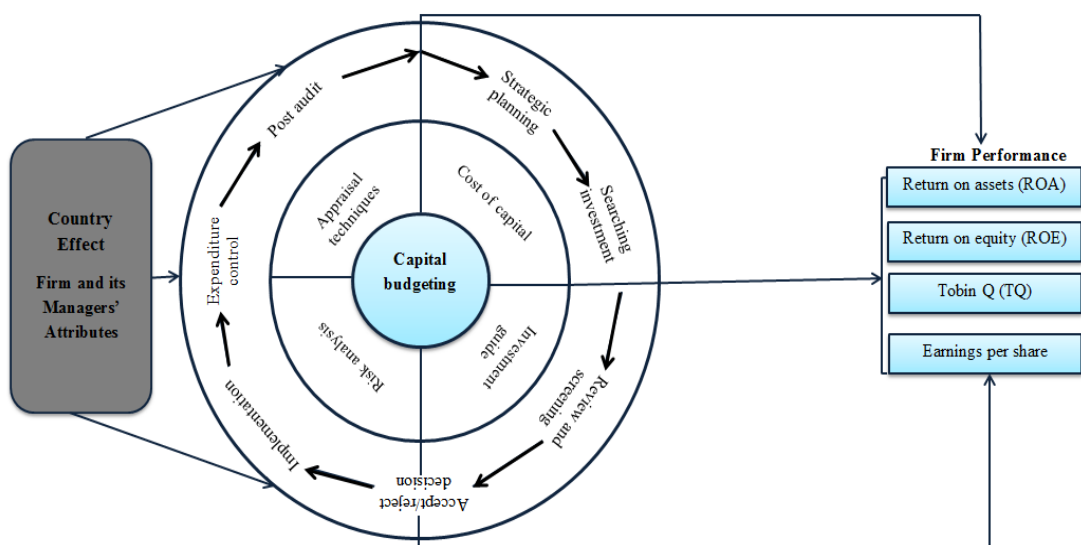 Country
Effect
Firm and its
Managers'
Attributes
Post audit
Strategic
planning
Searching
investment
Review and
screening
Accept/reject
decision
Implementation
Expenditure
control
Appraisal
techniques
Cost of capital
Investment
guide
Risk analysis
Capital
budgeting
Firm Performance
Return on assets (ROA)
Return on equity (ROE)
Tobin Q (TQ)
Earnings per share